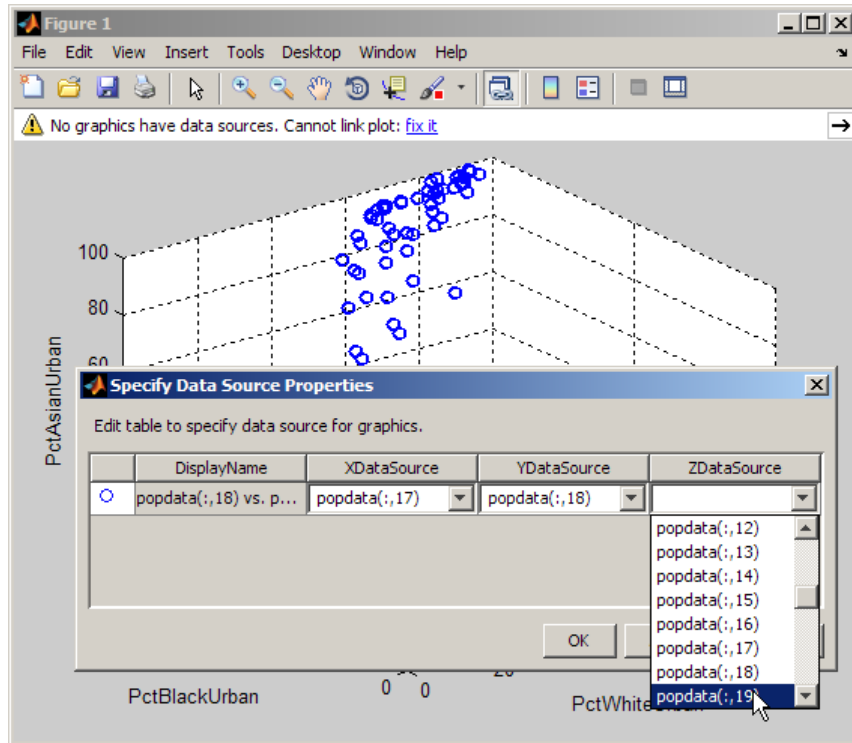 Figure 1
File Edit View Insert Tools Desktop Window Help
No graphics have data sources. Cannot link plot: fix it
100
80
60
PctAsianUrban
Specify Data Source Properties
Edit table to specify data source for graphics.
DisplayName XDataSource YDataSource ZDataSource
popdata(:,18) vs. p... popdata(:,17) popdata(:,18)
popdata(:,12)
popdata(:,13)
popdata(:,14)
popdata(:,15)
popdata(:,16)
popdata(:,17)
popdata(:,18)
popdata(:,19)
OK
20
0 0
PctBlackUrban